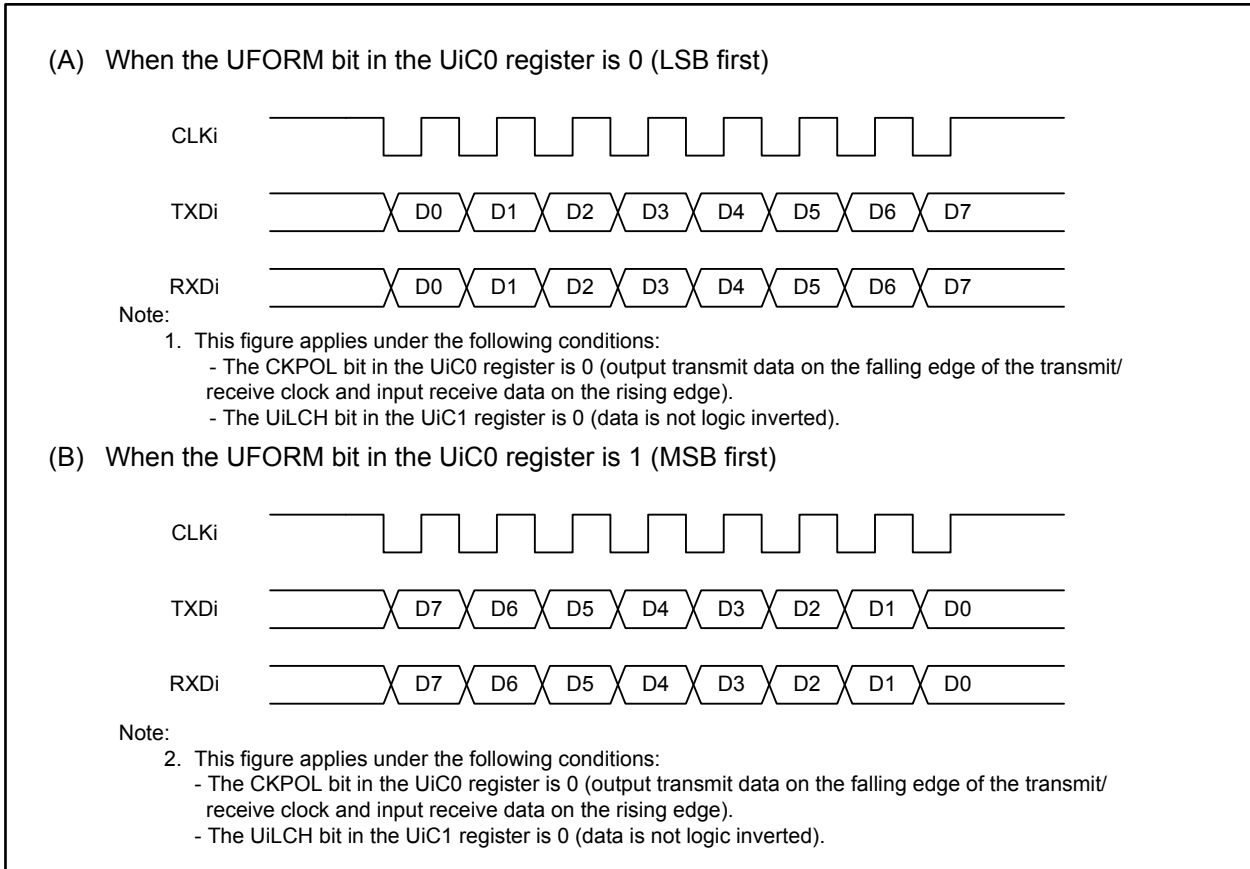 (A) When the UFORM bit in the UiC0 register is 0 (LSB first)
CLKi
TXDi D0 D1 D2 D3 D4 D5 D6 D7
RXDi D0 D1 D2 D3 D4 D5 D6 D7
Note:
1. This figure applies under the following conditions:
- The CKPOL bit in the UiC0 register is 0 (output transmit data on the falling edge of the transmit/
receive clock and input receive data on the rising edge).
- The UiLCH bit in the UiC1 register is 0 (data is not logic inverted).
(B) When the UFORM bit in the UiC0 register is 1 (MSB first)
CLKi
TXDi D7 D6 D5 D4 D3 D2 D1 D0
RXDi D7 D6 D5 D4 D3 D2 D1 D0
Note:
2. This figure applies under the following conditions:
- The CKPOL bit in the UiC0 register is 0 (output transmit data on the falling edge of the transmit/
receive clock and input receive data on the rising edge).
- The UiLCH bit in the UiC1 register is 0 (data is not logic inverted).